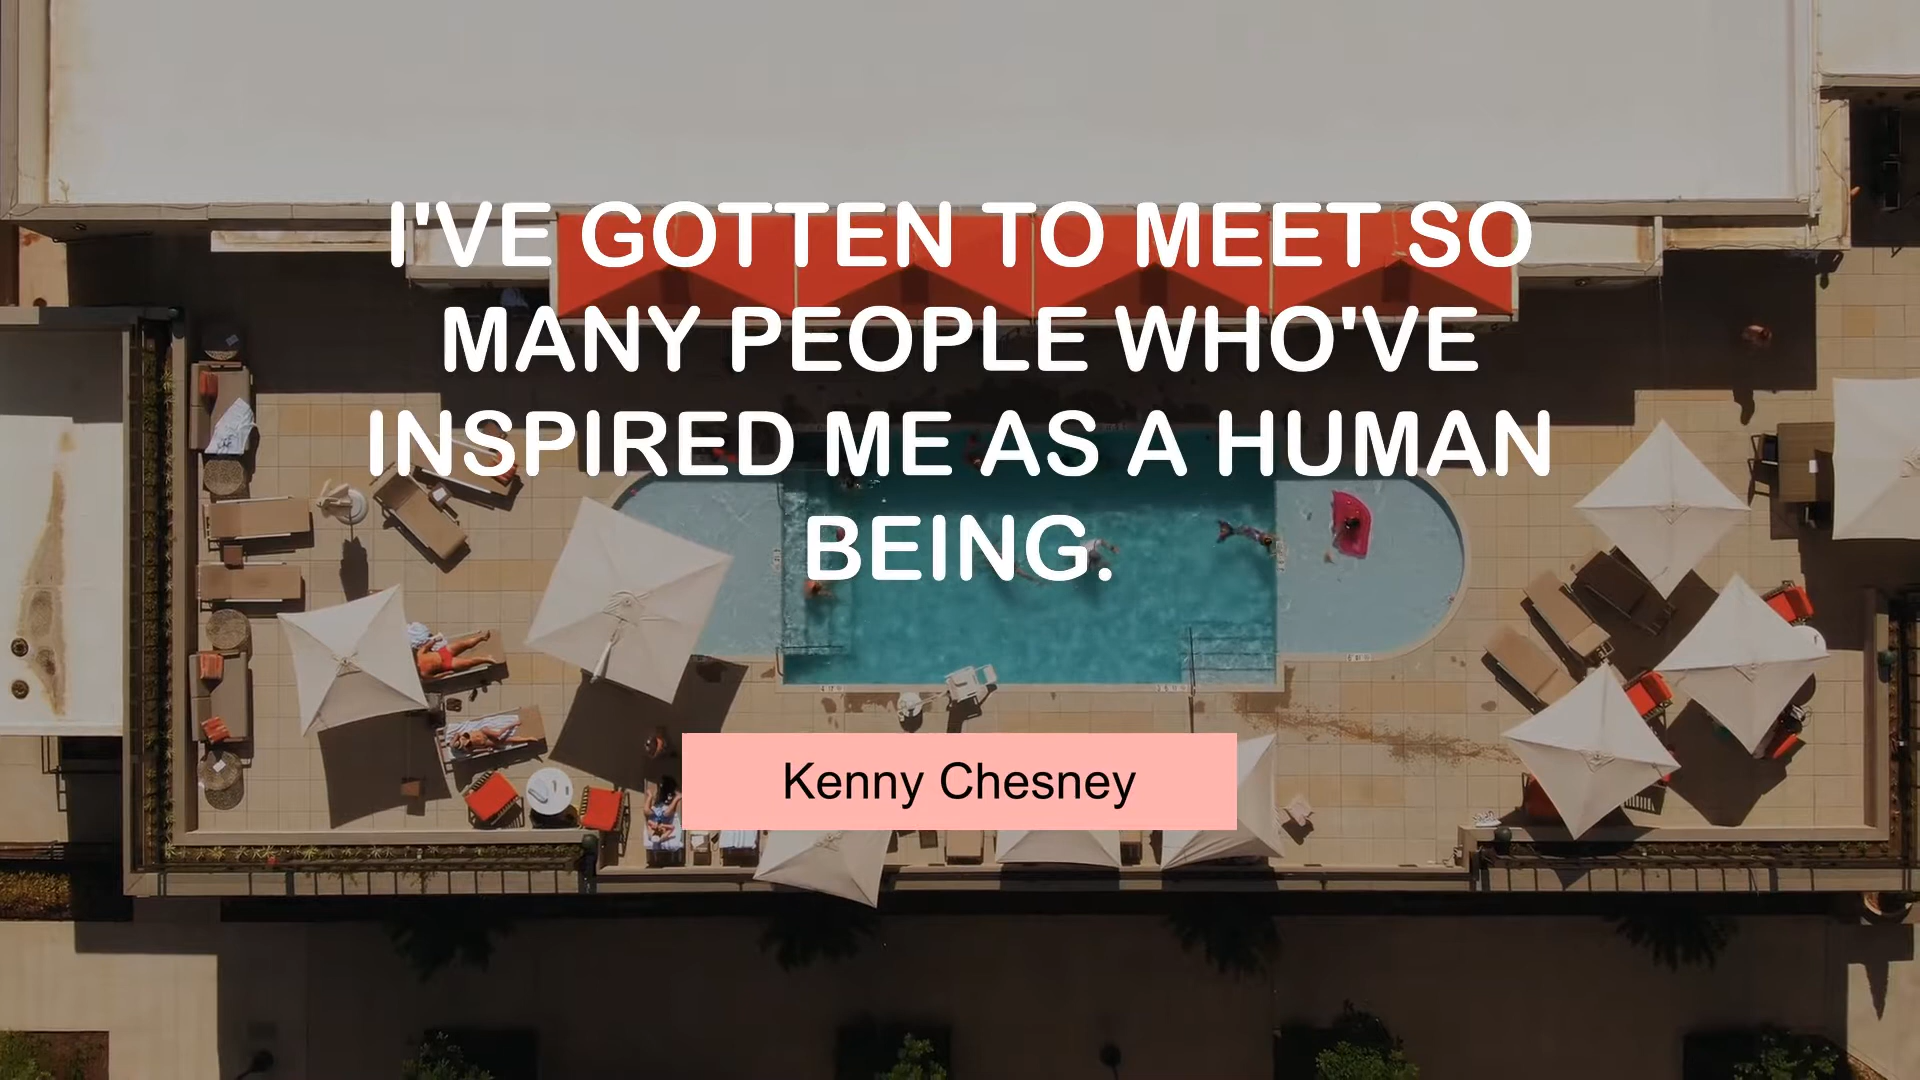 I'VE GOTTEN TO MEET SO
MANY PEOPLE WHO'VE
INSPIRED ME AS A HUMAN
BEING.
Kenny Chesney